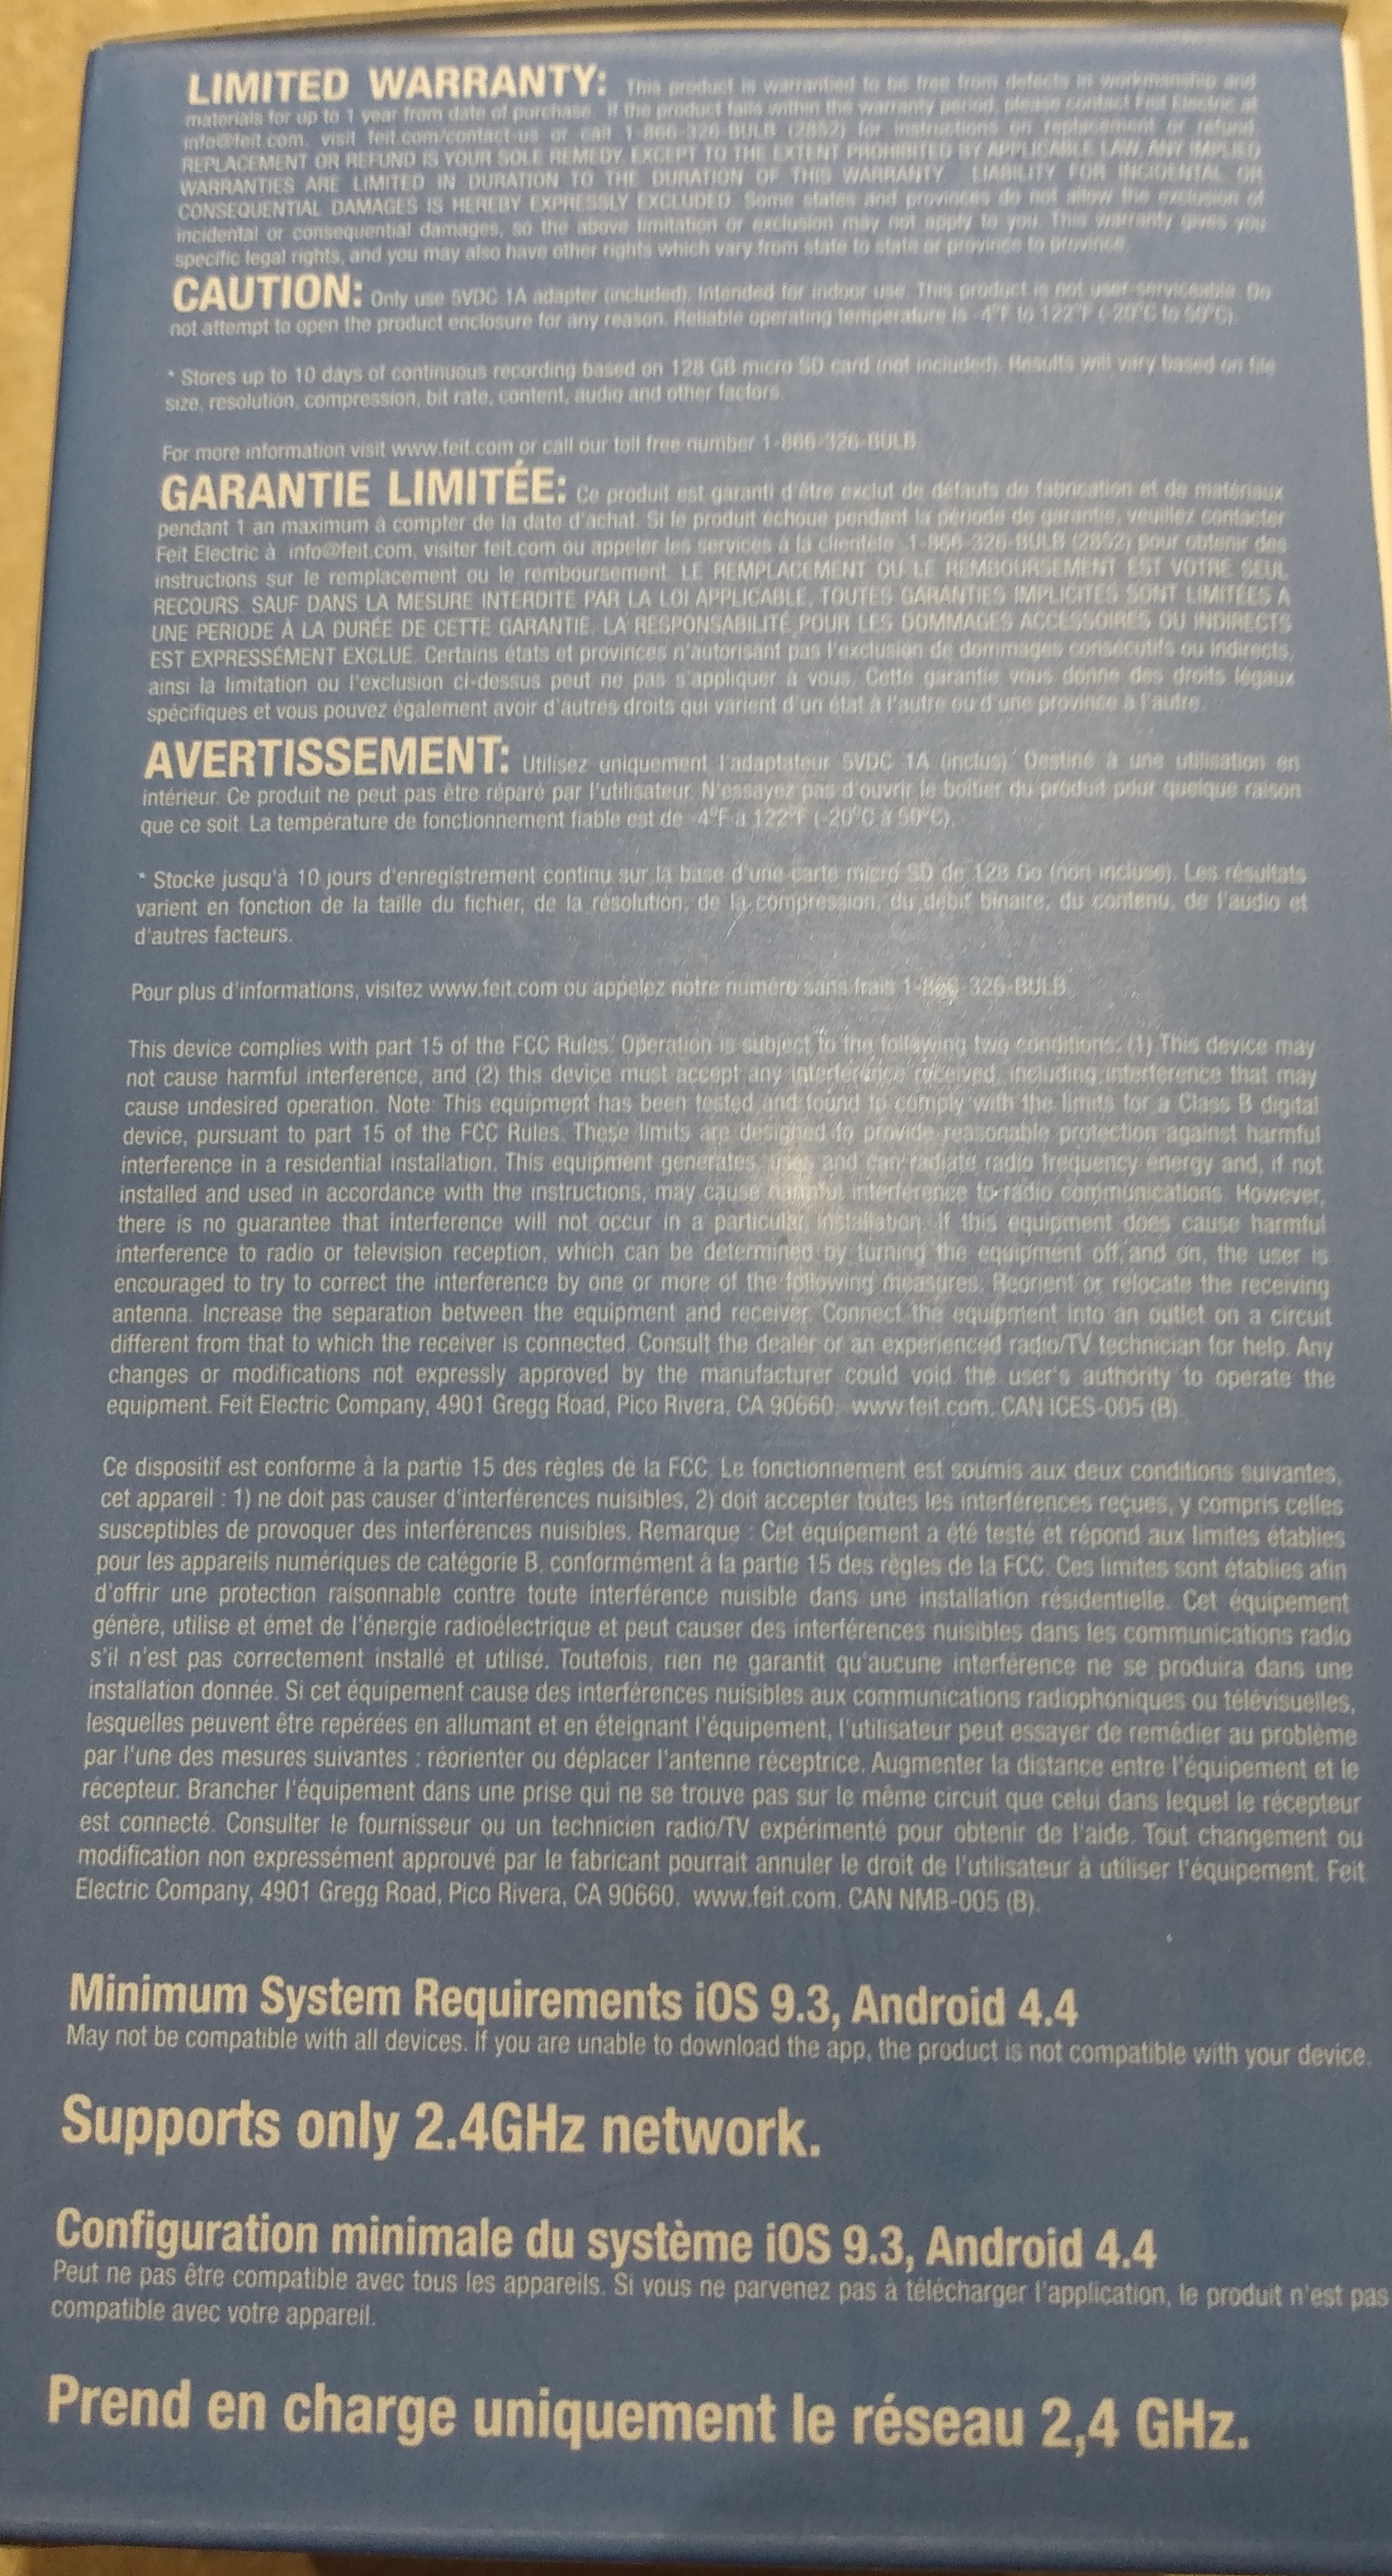 LIMITED WARRANTY: This product is warrantied to be free from defects in workmanship and
materials for up to 1 year from date of purchase. If the product fails within the warranty period, please contact Feit Electric at
info@feit.com, visit feit.com/contact-us or call 1-866-326-BULB (2852) for instructions on replacement or refund.
REPLACEMENT OR REFUND IS YOUR SOLE REMEDY. EXCEPT TO THE EXTENT PROHIBITED BY APPLICABLE LAW, ANY IMPLIED
WARRANTIES ARE LIMITED IN DURATION TO THE DURATION OF THIS WARRANTY. LIABILITY FOR INCIDENTAL OR
CONSEQUENTIAL DAMAGES IS HEREBY EXPRESSLY EXCLUDED. Some states and provinces do not allow the exclusion of
incidental or consequential damages, so the above limitation or exclusion may not apply to you. This warranty gives you
specific legal rights, and you may also have other rights which vary from state to state or province to province.
CAUTION: Only use 5VDC 1A adapter (included). Intended for indoor use. This product is not user-serviceable. Do
not attempt to open the product enclosure for any reason. Reliable operating temperature is -4°F to 122°F (-20°C to 50°C).
* Stores up to 10 days of continuous recording based on 128 GB micro SD card (not included). Results will vary based on file
size, resolution, compression, bit rate, content, audio and other factors.
For more information visit www.feit.com or call our toll free number 1-866-326-BULB
GARANTIE LIMITÉE: Ce produit est garanti d'être exclut de défauts de fabrication et de matériaux
pendant 1 an maximum à compter de la date d'achat. Si le produit échoue pendant la période de garantie, veuillez contacter
Feit Electric à info@feit.com, visiter feit.com ou appeler les services à la clientèle 1-866-326-BULB (2852) pour obtenir des
instructions sur le remplacement ou le remboursement. LE REMPLACEMENT OU LE REMBOURSEMENT EST VOTRE SEUL
RECOURS. SAUF DANS LA MESURE INTERDITE PAR LA LOI APPLICABLE, TOUTES GARANTIES IMPLICITES SONT LIMITÉES À
UNE PERIODE À LA DURÉE DE CETTE GARANTIE. LA RESPONSABILITÉ POUR LES DOMMAGES ACCESSOIRES OU INDIRECTS
EST EXPRESSÉMENT EXCLUE. Certains états et provinces n'autorisant pas l'exclusion de dommages consécutifs ou indirects,
ainsi la limitation ou l'exclusion ci-dessus peut ne pas s'appliquer à vous. Cette garantie vous donne des droits légaux
spécifiques et vous pouvez également avoir d'autres droits qui varient d'un état à l'autre ou d'une province à l'autre.
AVERTISSEMENT: Utilisez uniquement l'adaptateur 5VDC 1A (inclus). Destiné à une utilisation en
intérieur. Ce produit ne peut pas être réparé par l'utilisateur. N'essayez pas d'ouvrir le boîtier du produit pour quelque raison
que ce soit. La température de fonctionnement fiable est de -4°F à 122°F (-20°C à 50°C).
* Stocke jusqu'à 10 jours d'enregistrement continu sur la base d'une carte micro SD de 128 Go (non incluse). Les résultats
varient en fonction de la taille du fichier, de la résolution, de la compression, du débit binaire, du contenu, de l'audio et
d'autres facteurs.
Pour plus d'informations, visitez www.feit.com ou appelez notre numéro sans frais 1-866-326-BULB.
This device complies with part 15 of the FCC Rules. Operation is subject to the following two conditions: (1) This device may
not cause harmful interference, and (2) this device must accept any interference received, including interference that may
cause undesired operation. Note: This equipment has been tested and found to comply with the limits for a Class B digital
device, pursuant to part 15 of the FCC Rules. These limits are designed to provide reasonable protection against harmful
interference in a residential installation. This equipment generates, uses and can radiate radio frequency energy and, if not
installed and used in accordance with the instructions, may cause harmful interference to radio communications. However,
there is no guarantee that interference will not occur in a particular installation. If this equipment does cause harmful
interference to radio or television reception, which can be determined by turning the equipment off and on, the user is
encouraged to try to correct the interference by one or more of the following measures. Reorient or relocate the receiving
antenna. Increase the separation between the equipment and receiver. Connect the equipment into an outlet on a circuit
different from that to which the receiver is connected. Consult the dealer or an experienced radio/TV technician for help. Any
changes or modifications not expressly approved by the manufacturer could void the user's authority to operate the
equipment. Feit Electric Company, 4901 Gregg Road, Pico Rivera, CA 90660. www.feit.com. CAN ICES-005 (B).
Ce dispositif est conforme à la partie 15 des règles de la FCC. Le fonctionnement est soumis aux deux conditions suivantes,
cet appareil : 1) ne doit pas causer d'interférences nuisibles, 2) doit accepter toutes les interférences reçues, y compris celles
susceptibles de provoquer des interférences nuisibles. Remarque : Cet équipement a été testé et répond aux limites établies
pour les appareils numériques de catégorie B, conformément à la partie 15 des règles de la FCC. Ces limites sont établies afin
d'offrir une protection raisonnable contre toute interférence nuisible dans une installation résidentielle. Cet équipement
génère, utilise et émet de l'énergie radioélectrique et peut causer des interférences nuisibles dans les communications radio
s'il n'est pas correctement installé et utilisé. Toutefois, rien ne garantit qu'aucune interférence ne se produira dans une
installation donnée. Si cet équipement cause des interférences nuisibles aux communications radiophoniques ou télévisuelles,
lesquelles peuvent être repérées en allumant et en éteignant l'équipement, l'utilisateur peut essayer de remédier au problème
par l'une des mesures suivantes : réorienter ou déplacer l'antenne réceptrice. Augmenter la distance entre l'équipement et le
récepteur. Brancher l'équipement dans une prise qui ne se trouve pas sur le même circuit que celui dans lequel le récepteur
est connecté. Consulter le fournisseur ou un technicien radio/TV expérimenté pour obtenir de l'aide. Tout changement ou
modification non expressément approuvé par le fabricant pourrait annuler le droit de l'utilisateur à utiliser l'équipement. Feit
Electric Company, 4901 Gregg Road, Pico Rivera, CA 90660. www.feit.com. CAN NMB-005 (B).
Minimum System Requirements iOS 9.3, Android 4.4
May not be compatible with all devices. If you are unable to download the app, the product is not compatible with your device.
Supports only 2.4GHz network.
Configuration minimale du système iOS 9.3, Android 4.4
Peut ne pas être compatible avec tous les appareils. Si vous ne parvenez pas à télécharger l'application, le produit n'est pas
compatible avec votre appareil.
Prend en charge uniquement le réseau 2,4 GHz.